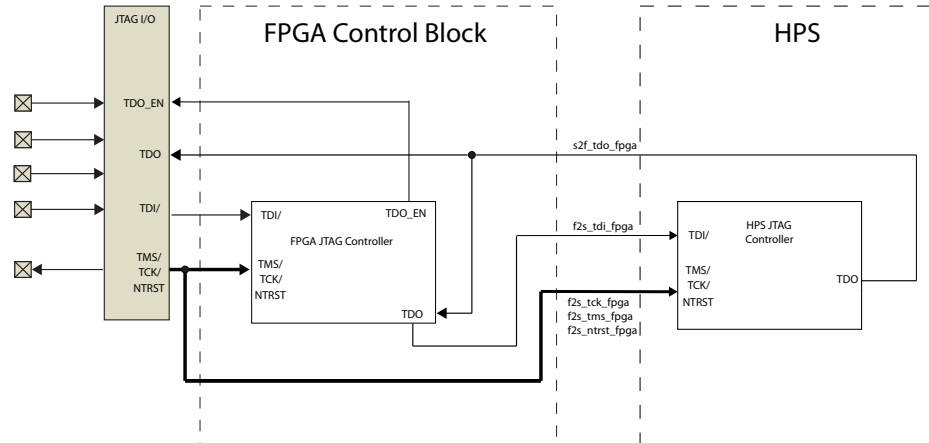 JTAG I/O
FPGA Control Block
HPS
TDO_EN
s2f_tdo_fpga
TDO
TDI/
TDI/
TDO_EN
f2s_tdi_fpga
HPS JTAG
Controller
TDI/
FPGA JTAG Controller
TMS/
TCK/
NTRST
TMS/
TCK/
NTRST
TMS/
TCK/
NTRST
TDO
TDO
f2s_tck_fpga
f2s_tms_fpga
f2s_ntrst_fpga